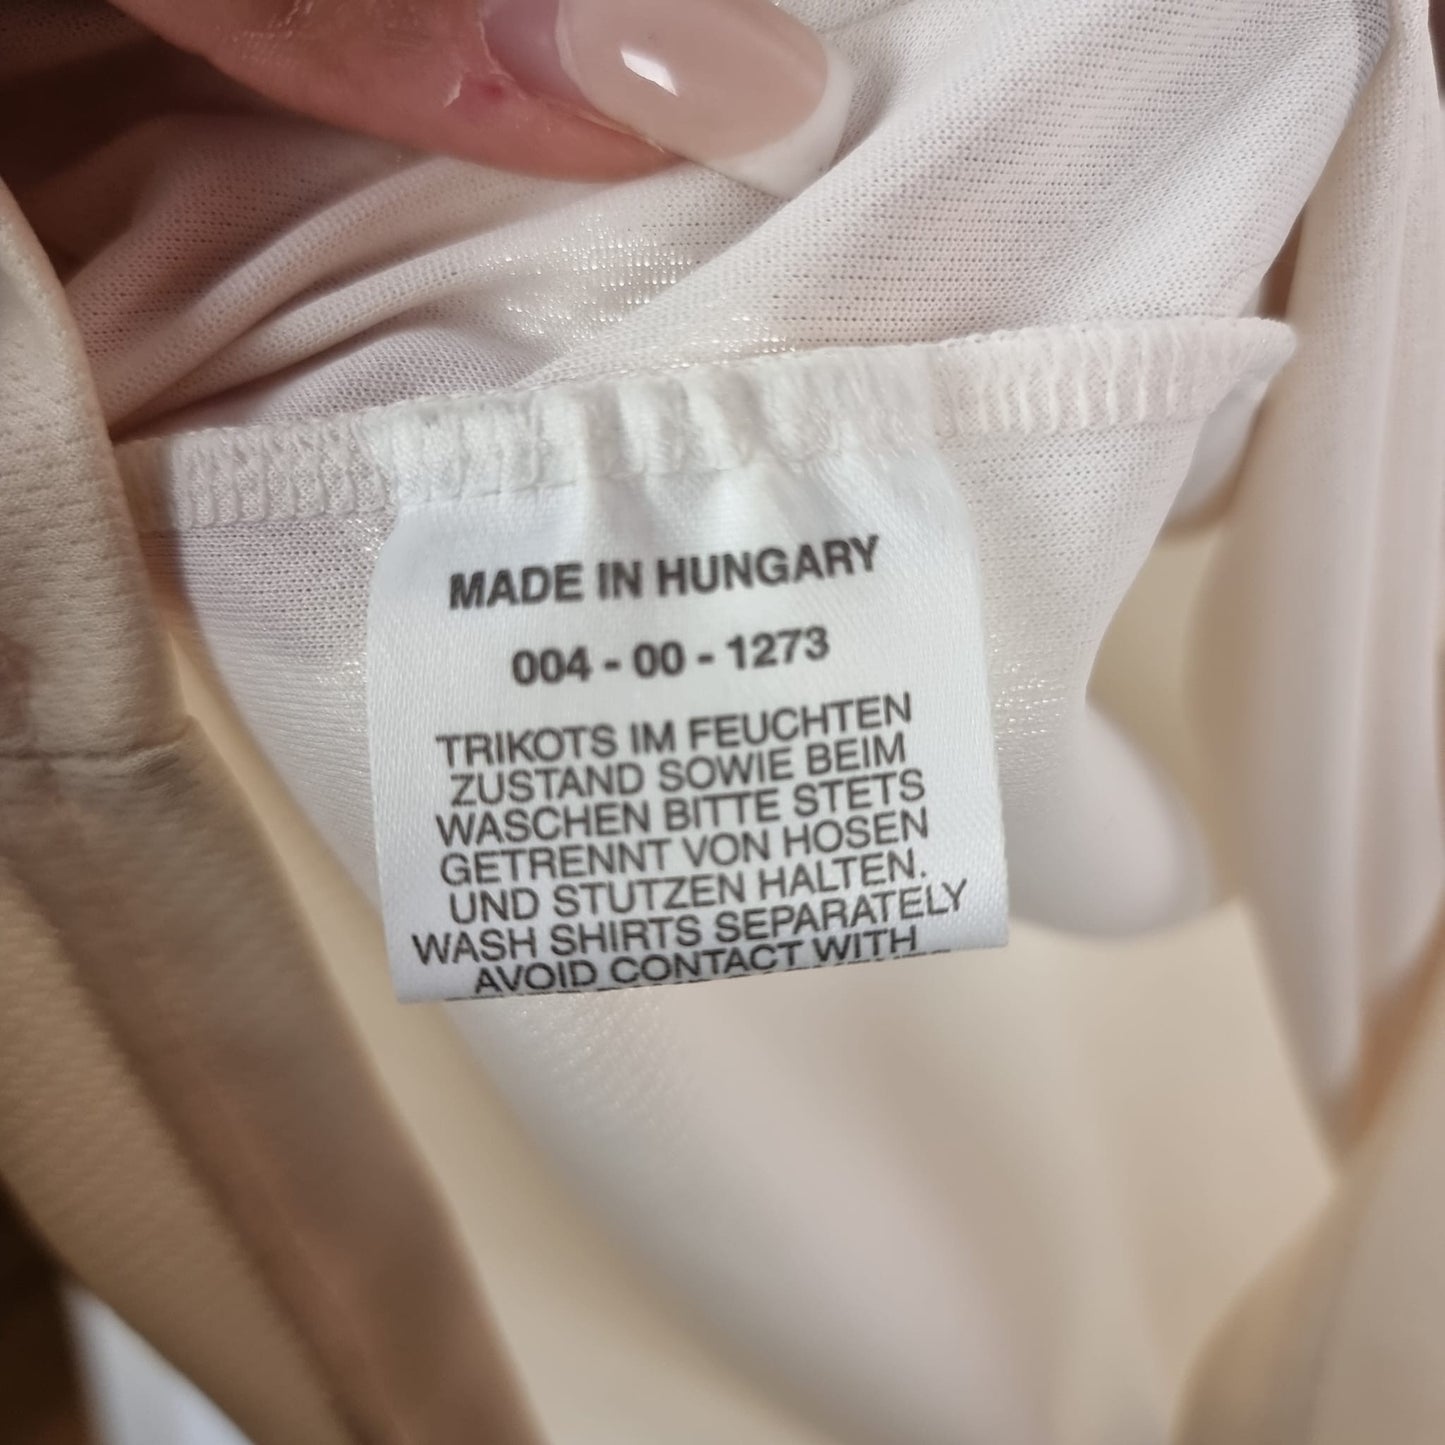 MADE IN HUNGARY
004 - 00 - 1273
TRIKOTS IM FEUCHTEN
ZUSTAND SOWIE BEIM
WASCHEN BITTE STETS
GETRENNT VON HOSEN
UND STUTZEN HALTEN.
WASH SHIRTS SEPARATELY
AVOID CONTACT WITH